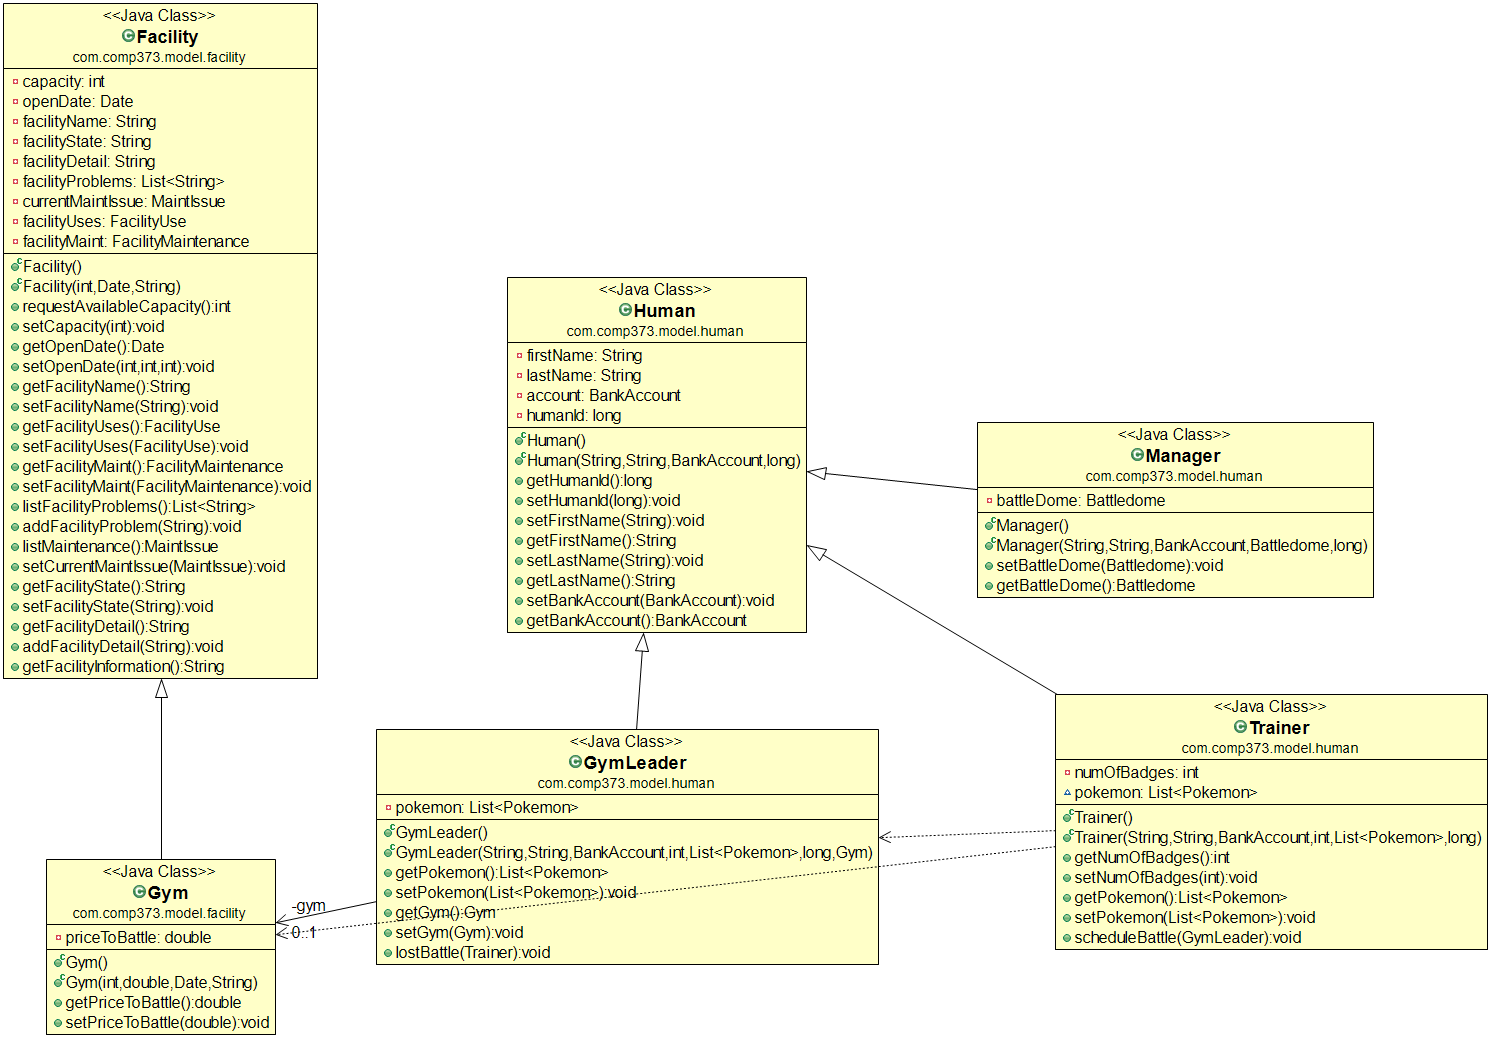 <<Java Class>>
Facility
com.comp373.model.facility
capacity: int
openDate: Date
facilityName: String
facilityState: String
facilityDetail: String
facilityProblems: List<String>
currentMaintIssue: MaintIssue
facilityUses: FacilityUse
facilityMaint: FacilityMaintenance
Facility()
Facility(int,Date,String)
requestAvailableCapacity():int
setCapacity(int):void
getOpenDate():Date
setOpenDate(int,int,int):void
getFacilityName():String
setFacilityName(String):void
getFacilityUses():FacilityUse
setFacilityUses(FacilityUse):void
getFacilityMaint():FacilityMaintenance
setFacilityMaint(FacilityMaintenance):void
listFacilityProblems():List<String>
addFacilityProblem(String):void
listMaintenance():MaintIssue
setCurrentMaintIssue(MaintIssue):void
getFacilityState():String
setFacilityState(String):void
getFacilityDetail():String
addFacilityDetail(String):void
getFacilityInformation():String
<<Java Class>>
Human
com.comp373.model.human
firstName: String
lastName: String
account: BankAccount
humanId: long
Human()
Human(String,String,BankAccount,long)
getHumanId():long
setHumanId(long):void
setFirstName(String):void
getFirstName():String
setLastName(String):void
getLastName():String
setBankAccount(BankAccount):void
getBankAccount():BankAccount
<<Java Class>>
Manager
com.comp373.model.human
battleDome: Battledome
Manager()
Manager(String,String,BankAccount,Battledome,long)
setBattleDome(Battledome):void
getBattleDome():Battledome
<<Java Class>>
GymLeader
com.comp373.model.human
pokemon: List<Pokemon>
GymLeader()
GymLeader(String,String,BankAccount,int,List<Pokemon>,long,Gym)
getPokemon():List<Pokemon>
setPokemon(List<Pokemon>):void
getGym():Gym
setGym(Gym):void
lostBattle(Trainer):void
<<Java Class>>
Trainer
com.comp373.model.human
numOfBadges: int
pokemon: List<Pokemon>
Trainer()
Trainer(String,String,BankAccount,int,List<Pokemon>,long)
getNumOfBadges():int
setNumOfBadges(int):void
getPokemon():List<Pokemon>
setPokemon(List<Pokemon>):void
scheduleBattle(GymLeader):void
<<Java Class>>
Gym
com.comp373.model.facility
priceToBattle: double
Gym()
Gym(int,double,Date,String)
getPriceToBattle():double
setPriceToBattle(double):void
-gym
0..1